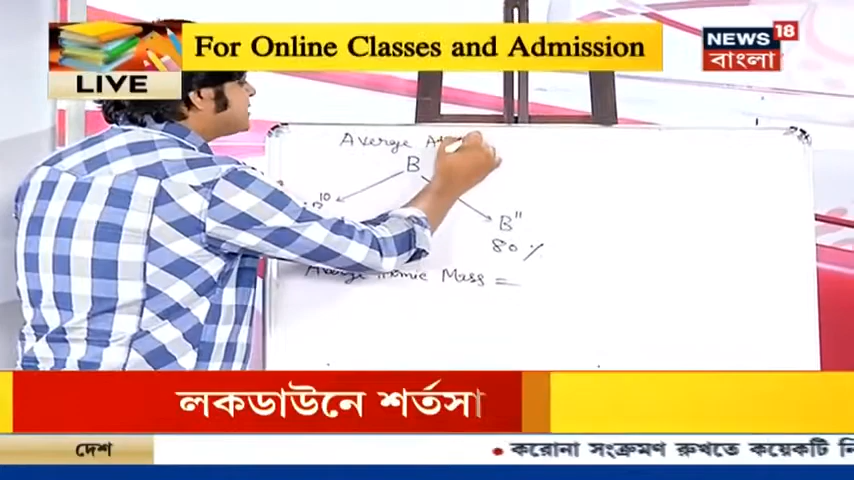 For Online Classes and Admission
NEWS 18
বাংলা
LIVE
Averge
B
10
B"
80 %
Mass =
লকডাউনে শর্তসা
দেশ
করোনা সংক্রমণ রুখতে কয়েকটি